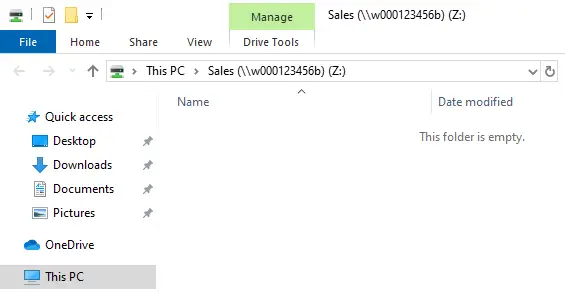 Manage
Sales (\\w000123456b) (Z:)
File
Home
Share
View
Drive Tools
This PC
Sales (\\w000123456b) (Z:)
Name
Date modified
This folder is empty.
Quick access
Desktop
Downloads
Documents
Pictures
OneDrive
This PC